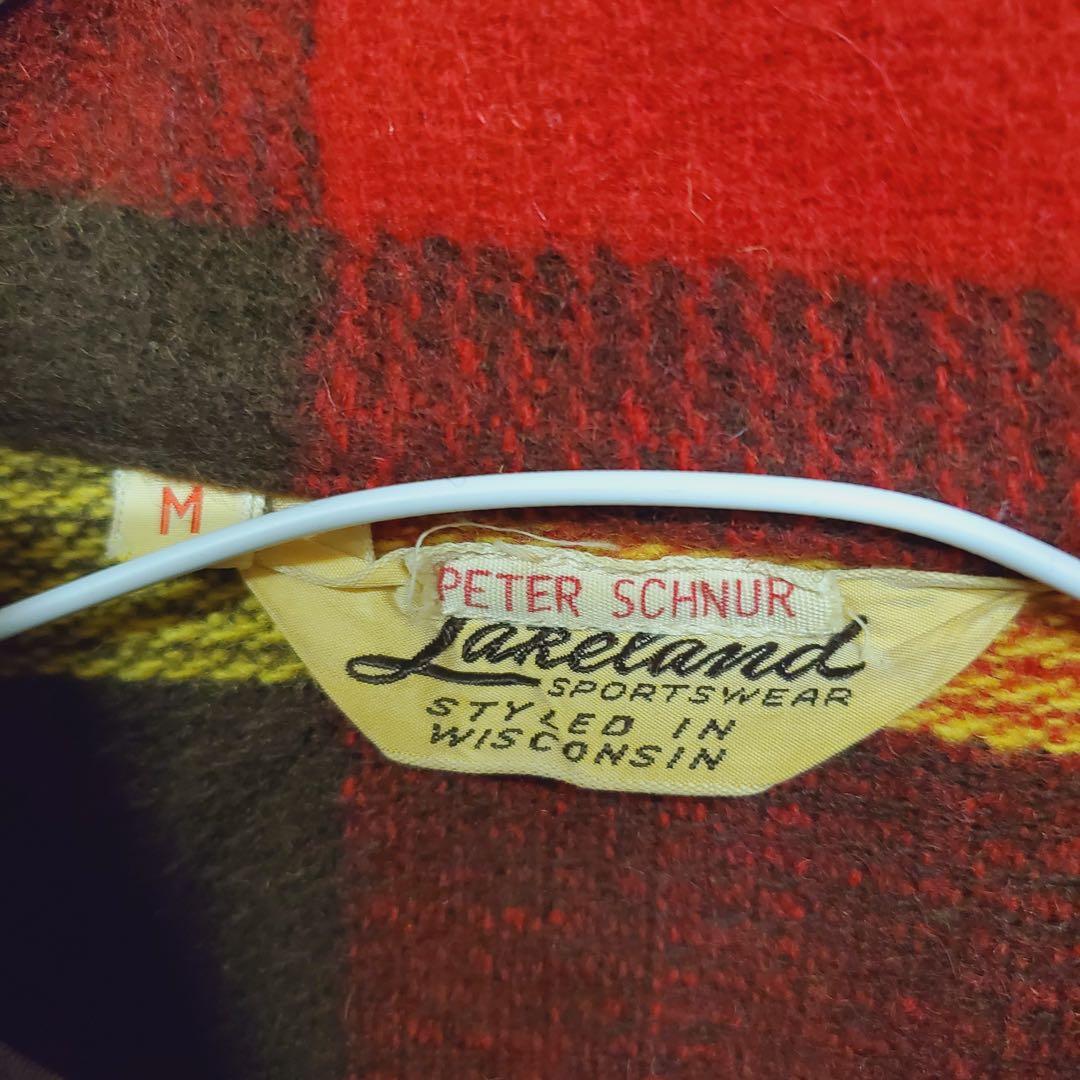 M
PETER SCHNUR
Lakeland
SPORTSWEAR
STYLED IN
WISCONSIN